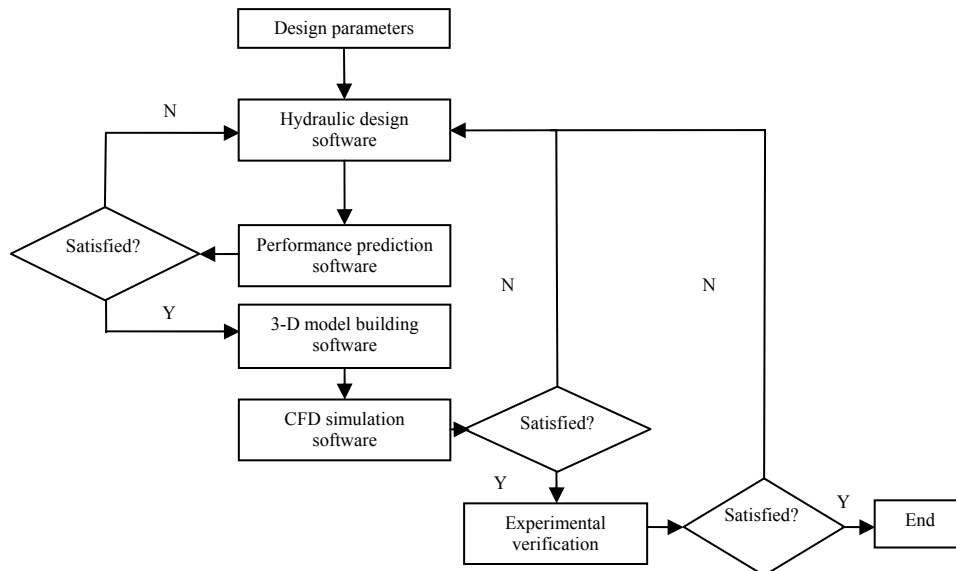 Design parameters
N
Hydraulic design
software
Satisfied?
Performance prediction
software
N
N
Y
3-D model building
software
CFD simulation
software
Satisfied?
Y
Experimental
verification
Satisfied?
Y
End